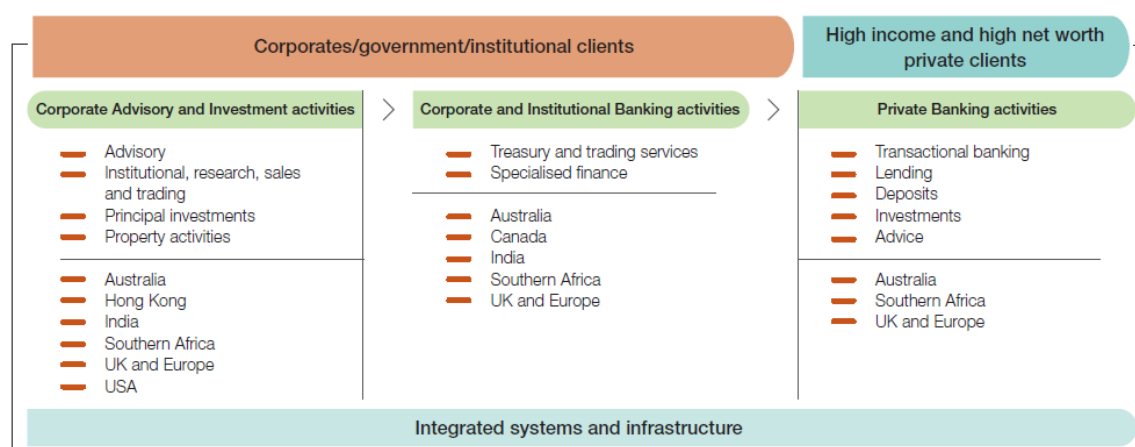 Corporates/government/institutional clients
High income and high net worth
private clients
Corporate Advisory and Investment activities
Advisory
Institutional, research, sales
and trading
Principal investments
Property activities
Australia
Hong Kong
India
Southern Africa
UK and Europe
USA
Corporate and Institutional Banking activities
Treasury and trading services
Specialised finance
Australia
Canada
India
Southern Africa
UK and Europe
Private Banking activities
Transactional banking
Lending
Deposits
Investments
Advice
Australia
Southern Africa
UK and Europe
Integrated systems and infrastructure